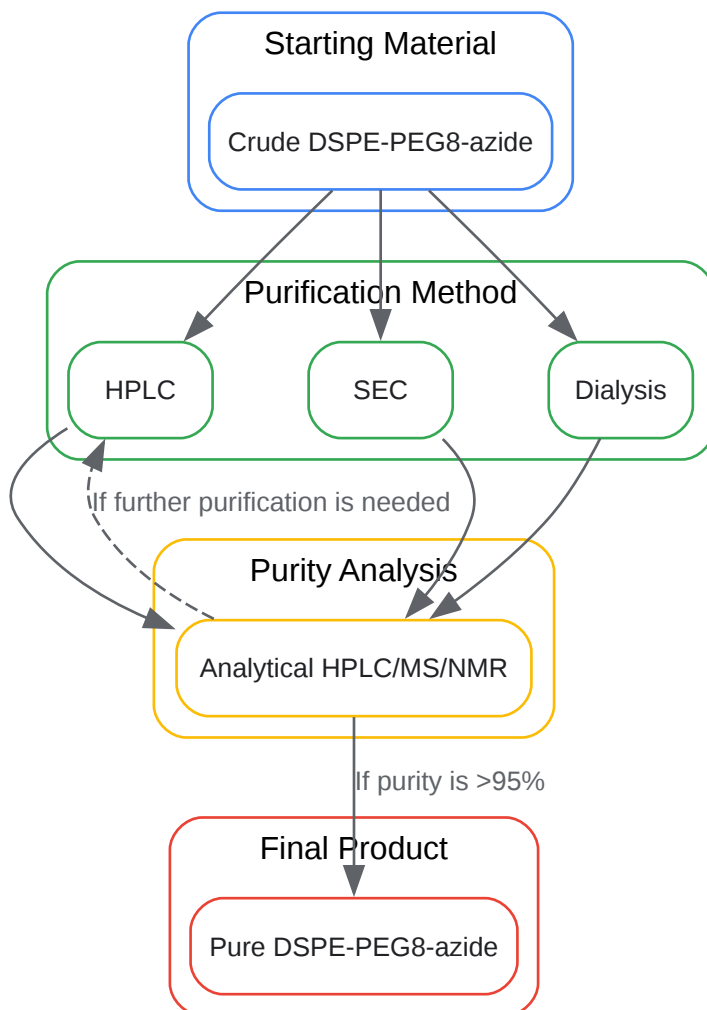 Starting Material
Crude DSPE-PEG8-azide
Purification Method
HPLC
SEC
Dialysis
If further purification is needed
Purity Analysis
Analytical HPLC/MS/NMR
If purity is >95%
Final Product
Pure DSPE-PEG8-azide